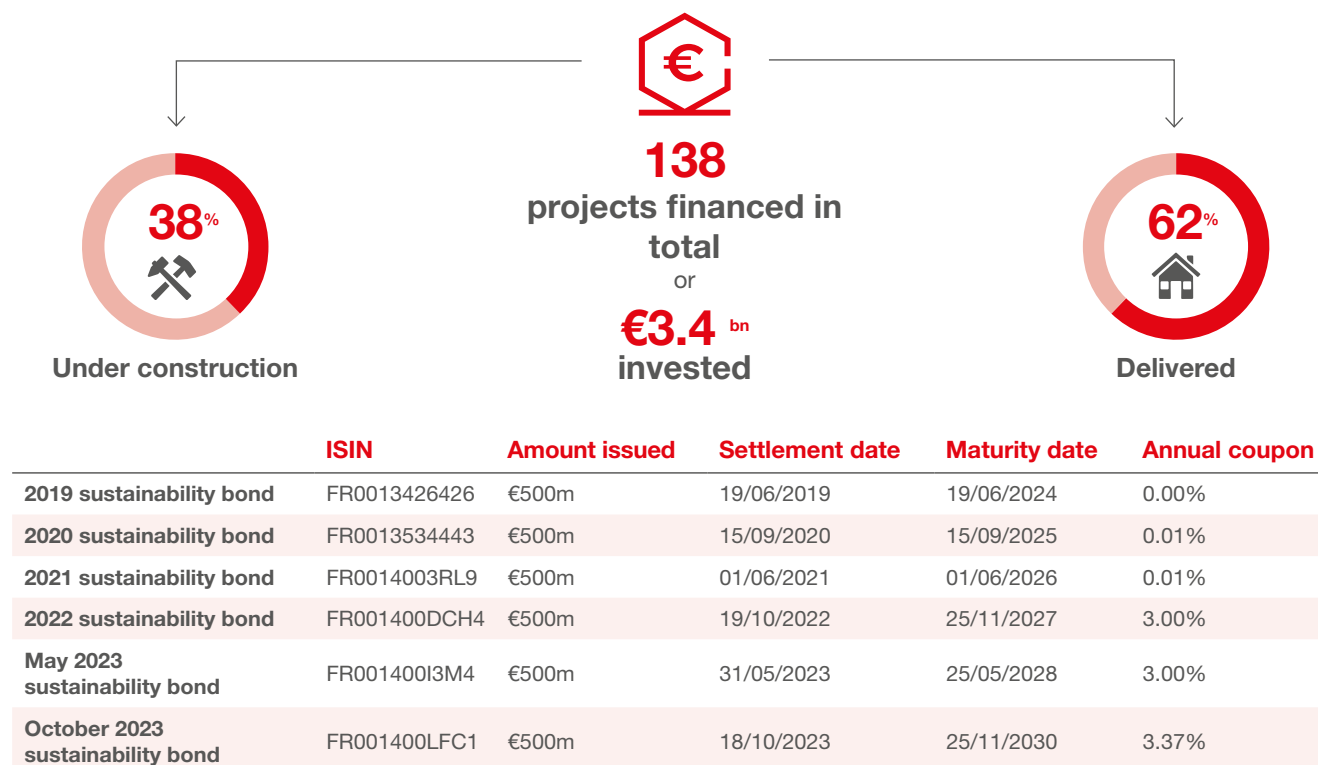 €
138
projects financed in
total
or
€3.4 bn
invested
38%
Under construction
62%
Delivered
ISIN Amount issued Settlement date Maturity date Annual coupon
2019 sustainability bond FR0013426426 €500m 19/06/2019 19/06/2024 0.00%
2020 sustainability bond FR0013534443 €500m 15/09/2020 15/09/2025 0.01%
2021 sustainability bond FR0014003RL9 €500m 01/06/2021 01/06/2026 0.01%
2022 sustainability bond FR001400DCH4 €500m 19/10/2022 25/11/2027 3.00%
May 2023
sustainability bond FR001400I3M4 €500m 31/05/2023 25/05/2028 3.00%
October 2023
sustainability bond FR001400LFC1 €500m 18/10/2023 25/11/2030 3.37%